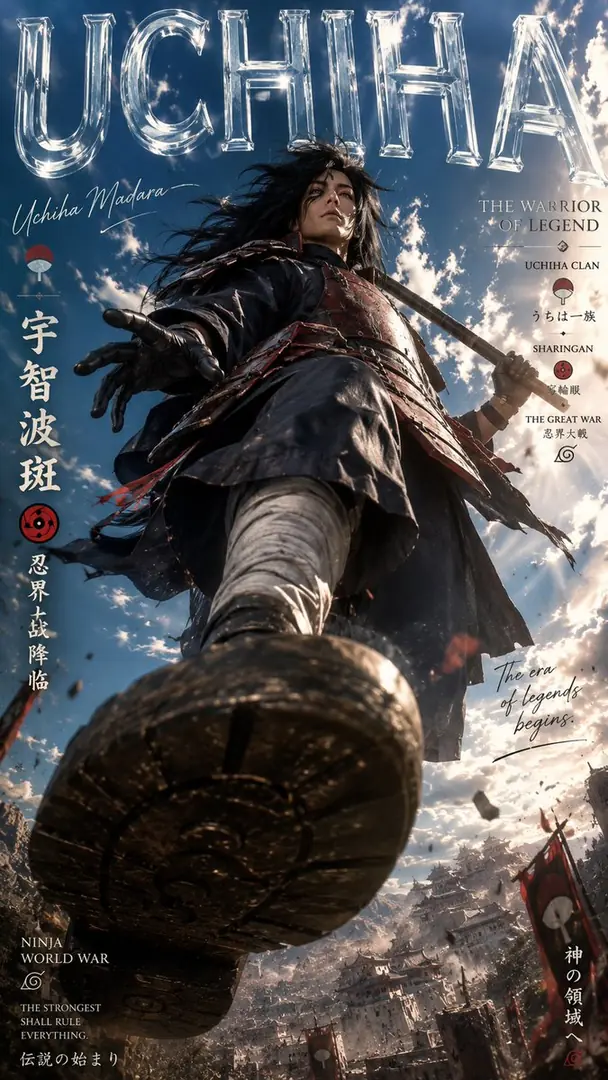 UCHIHA
Uchiha Madara
宇智波斑
忍界大战降临
THE WARRIOR
OF LEGEND
UCHIHA CLAN
うちは一族
SHARINGAN
写輪眼
THE GREAT WAR
忍界大戦
The era
of legends
begins.
NINJA
WORLD WAR
THE STRONGEST
SHALL RULE
EVERYTHING.
伝説の始まり
神の領域へ